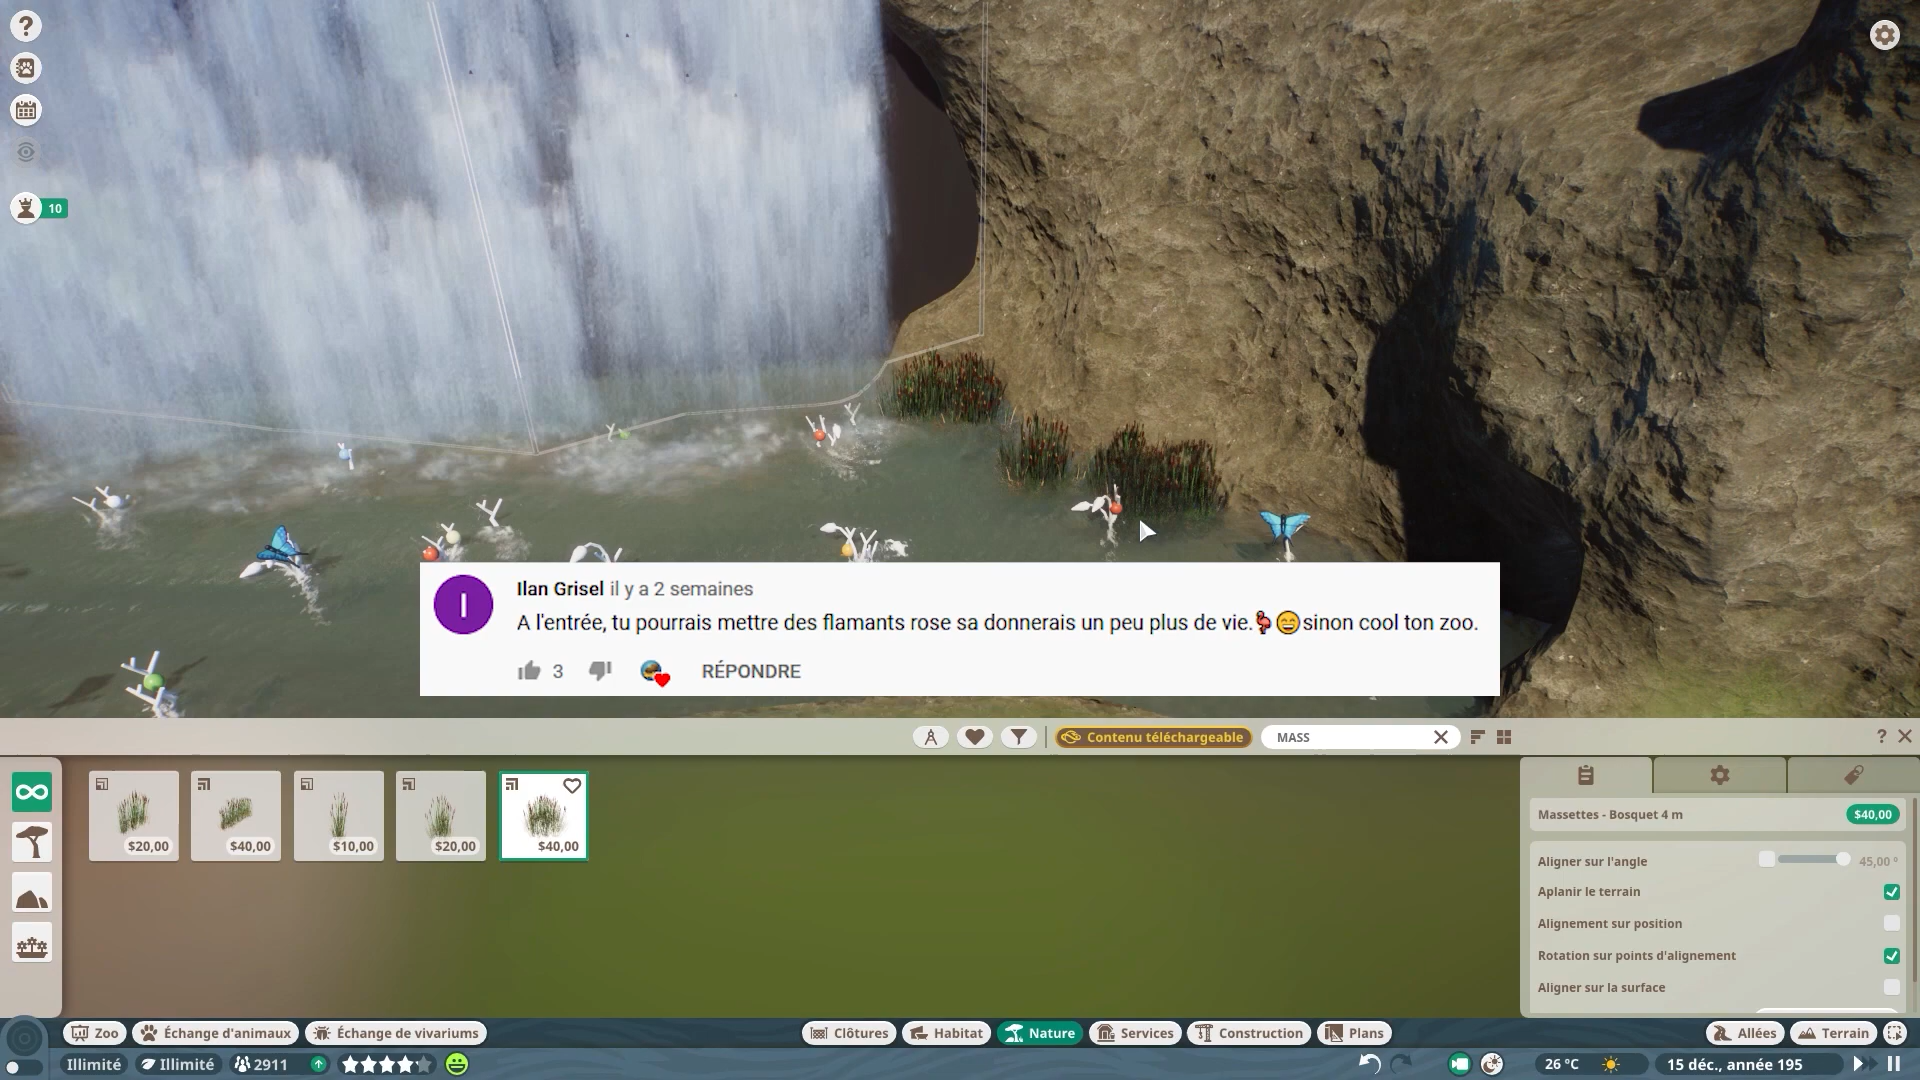 10
Ilan Grisel il y a 2 semaines
A l'entrée, tu pourrais mettre des flamants rose sa donnerais un peu plus de vie.🦩😄sinon cool ton zoo.
3 RÉPONDRE
Contenu téléchargeable MASS
$20,00 $40,00 $10,00 $20,00 $40,00
Massettes - Bosquet 4 m $40,00
Aligner sur l'angle 45,00 °
Aplanir le terrain
Alignement sur position
Rotation sur points d'alignement
Aligner sur la surface
Zoo Échange d'animaux Échange de vivariums Clôtures Habitat Nature Services Construction Plans Allées Terrain
Illimité Illimité 2911 26 °C 15 déc., année 195